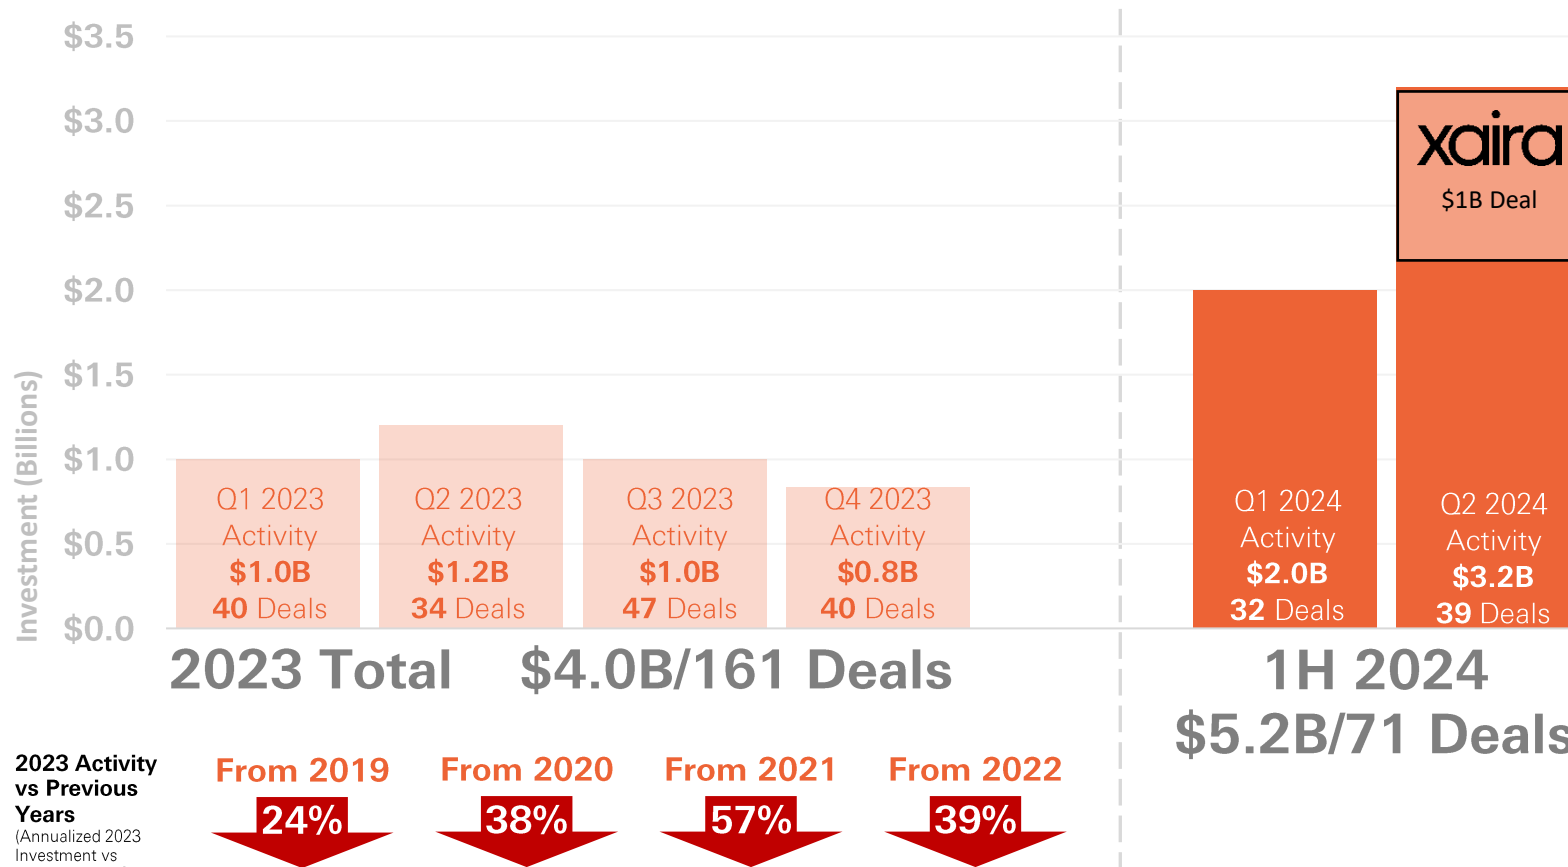 $3.5
$3.0
$2.5
$2.0
$1.5
$1.0
$0.5
$0.0
Investment (Billions)
Q1 2023
Activity
$1.0B
40 Deals
Q2 2023
Activity
$1.2B
34 Deals
Q3 2023
Activity
$1.0B
47 Deals
Q4 2023
Activity
$0.8B
40 Deals
xaira
$1B Deal
Q1 2024
Activity
$2.0B
32 Deals
Q2 2024
Activity
$3.2B
39 Deals
2023 Total $4.0B/161 Deals
1H 2024
$5.2B/71 Deals
2023 Activity
vs Previous
Years
(Annualized 2023
Investment vs
From 2019
24%
From 2020
38%
From 2021
57%
From 2022
39%